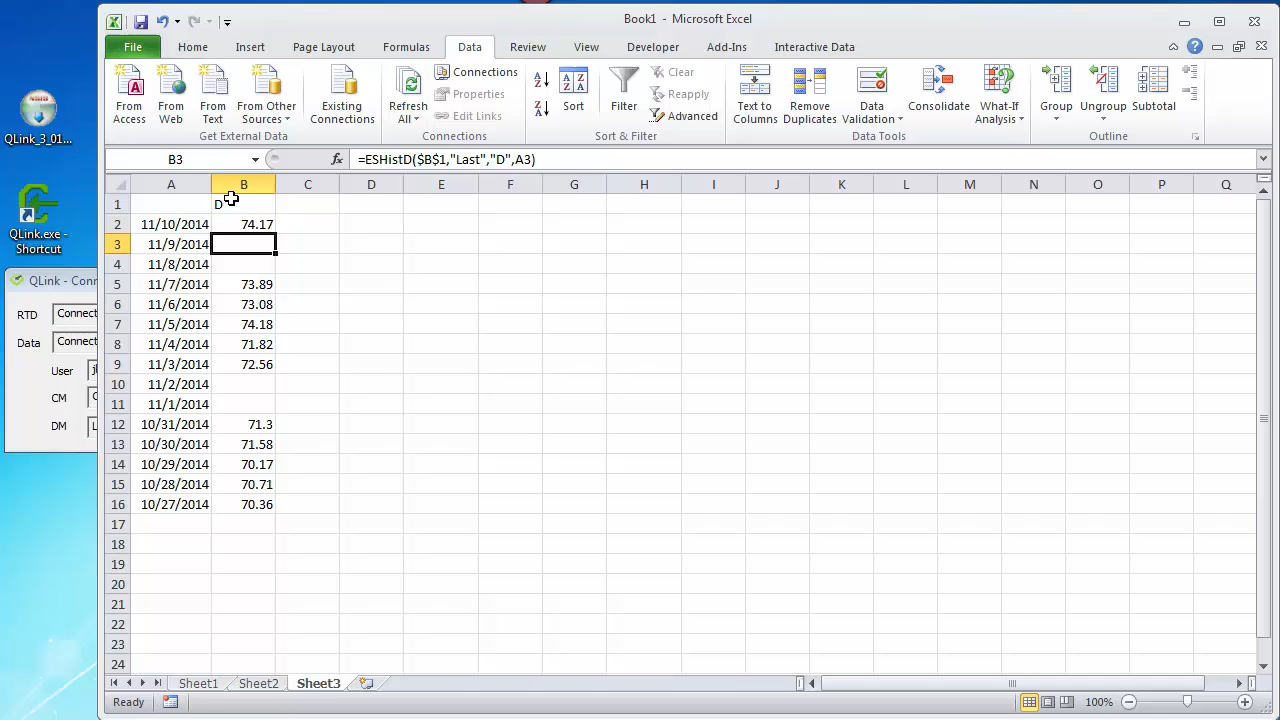 Book1 - Microsoft Excel
File Home Insert Page Layout Formulas Data Review View Developer Add-Ins Interactive Data
From Access
From Web
From Text
From Other Sources
Existing Connections
Get External Data
Refresh All
Connections
Properties
Edit Links
Connections
Sort
Filter
Clear
Reapply
Advanced
Sort & Filter
Text to Columns
Remove Duplicates
Data Validation
Consolidate
What-If Analysis
Data Tools
Group
Ungroup
Subtotal
Outline
B3 fx =ESHistD($B$1,"Last","D",A3)
A B C D E F G H I J K L M N O P Q
1 D
2 11/10/2014 74.17
3 11/9/2014
4 11/8/2014
5 11/7/2014 73.89
6 11/6/2014 73.08
7 11/5/2014 74.18
8 11/4/2014 71.82
9 11/3/2014 72.56
10 11/2/2014
11 11/1/2014
12 10/31/2014 71.3
13 10/30/2014 71.58
14 10/29/2014 70.17
15 10/28/2014 70.71
16 10/27/2014 70.36
17
18
19
20
21
22
23
24
Sheet1 Sheet2 Sheet3
Ready 100%
QLink_3_01...
QLink.exe - Shortcut
QLink - Conn
RTD Connect
Data Connect
User
CM
DM L